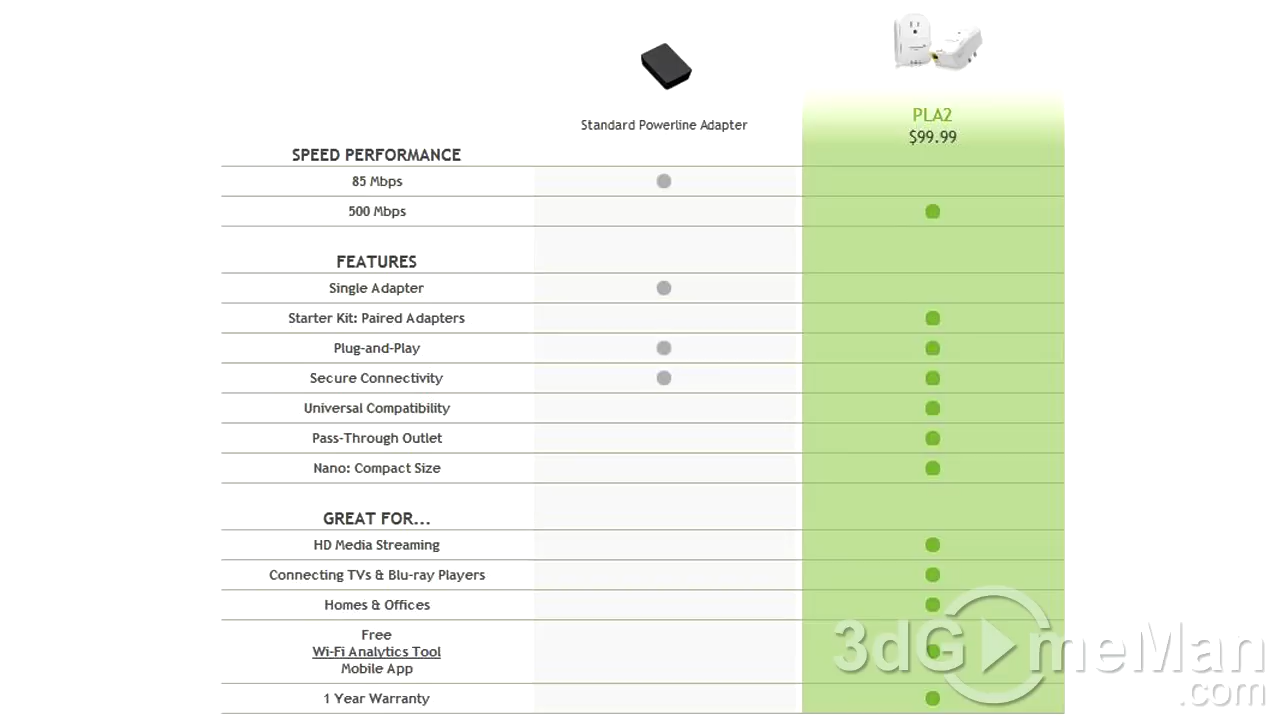 Standard Powerline Adapter
PLA2
$99.99
SPEED PERFORMANCE
85 Mbps
500 Mbps
FEATURES
Single Adapter
Starter Kit: Paired Adapters
Plug-and-Play
Secure Connectivity
Universal Compatibility
Pass-Through Outlet
Nano: Compact Size
GREAT FOR...
HD Media Streaming
Connecting TVs & Blu-ray Players
Homes & Offices
Free
Wi-Fi Analytics Tool
Mobile App
1 Year Warranty
3dGameMan
.com